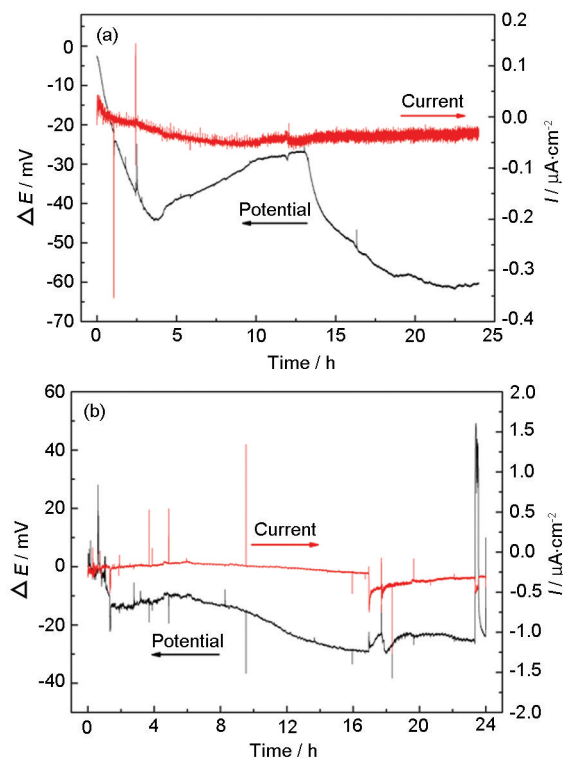 (a)
0
-10
-20
-30
-40
-50
-60
-70
Δ E / mV
0.2
0.1
0.0
-0.1
-0.2
-0.3
-0.4
I / μA·cm-2
Current
Potential
0 5 10 15 20 25
Time / h
(b)
60
40
20
0
-20
-40
Δ E / mV
2.0
1.5
1.0
0.5
0.0
-0.5
-1.0
-1.5
-2.0
I / μA·cm-2
Current
Potential
0 4 8 12 16 20 24
Time / h